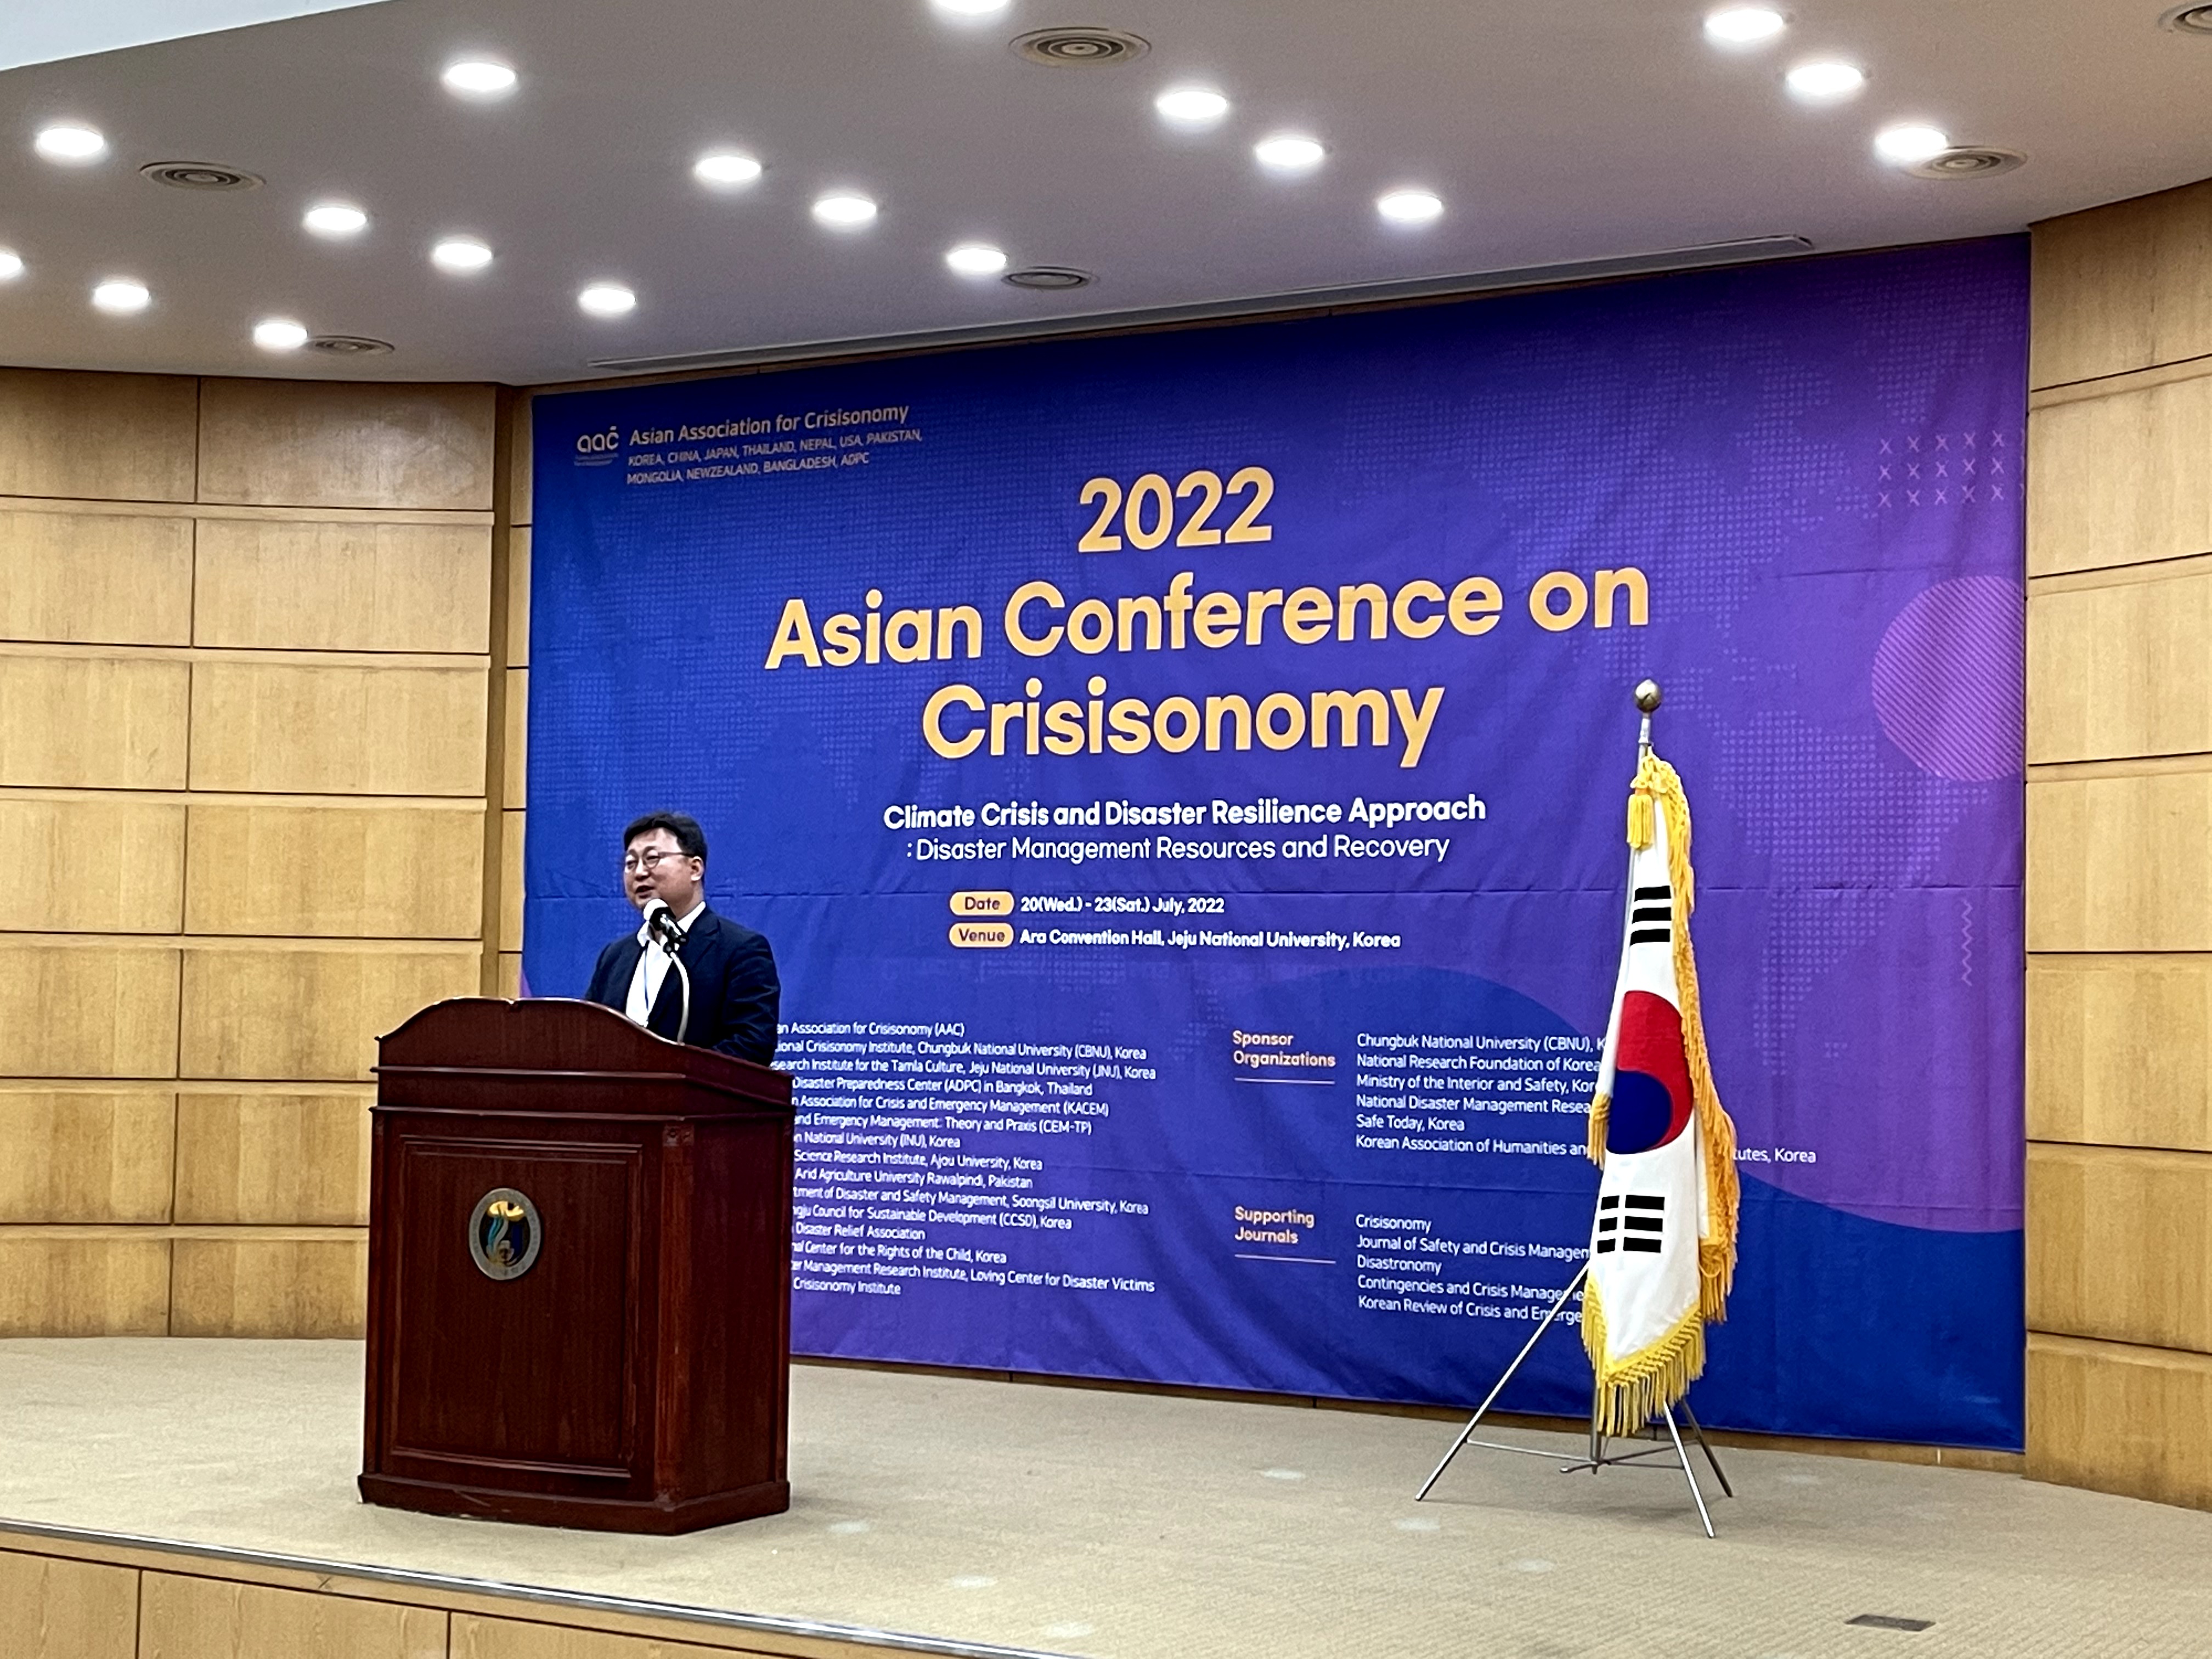 aac Asian Association for Crisisonomy
KOREA, CHINA, JAPAN, THAILAND, NEPAL, USA, PAKISTAN,
MONGOLIA, NEWZEALAND, BANGLADESH, ADPC
2022
Asian Conference on
Crisisonomy
Climate Crisis and Disaster Resilience Approach
: Disaster Management Resources and Recovery
Date 20(Wed.) - 23(Sat.) July, 2022
Venue Ara Convention Hall, Jeju National University, Korea
Association for Crisisonomy (AAC)
Crisisonomy Institute, Chungbuk National University (CBNU), Korea
Institute for the Tamla Culture, Jeju National University (JNU), Korea
Disaster Preparedness Center (ADPC) in Bangkok, Thailand
Association for Crisis and Emergency Management (KACEM)
and Emergency Management: Theory and Praxis (CEM-TP)
National University (INU), Korea
Science Research Institute, Ajou University, Korea
Arid Agriculture University Rawalpindi, Pakistan
of Disaster and Safety Management, Soongsil University, Korea
Council for Sustainable Development (CCSD), Korea
Disaster Relief Association
Center for the Rights of the Child, Korea
Management Research Institute, Loving Center for Disaster Victims
Crisisonomy Institute
Sponsor
Organizations
Chungbuk National University (CBNU),
National Research Foundation of Korea
Ministry of the Interior and Safety,
National Disaster Management
Safe Today, Korea
Korean Association of Humanities and tutes, Korea
Supporting
Journals
Crisisonomy
Journal of Safety and Crisis
Disastronomy
Contingencies and Crisis
Korean Review of Crisis and